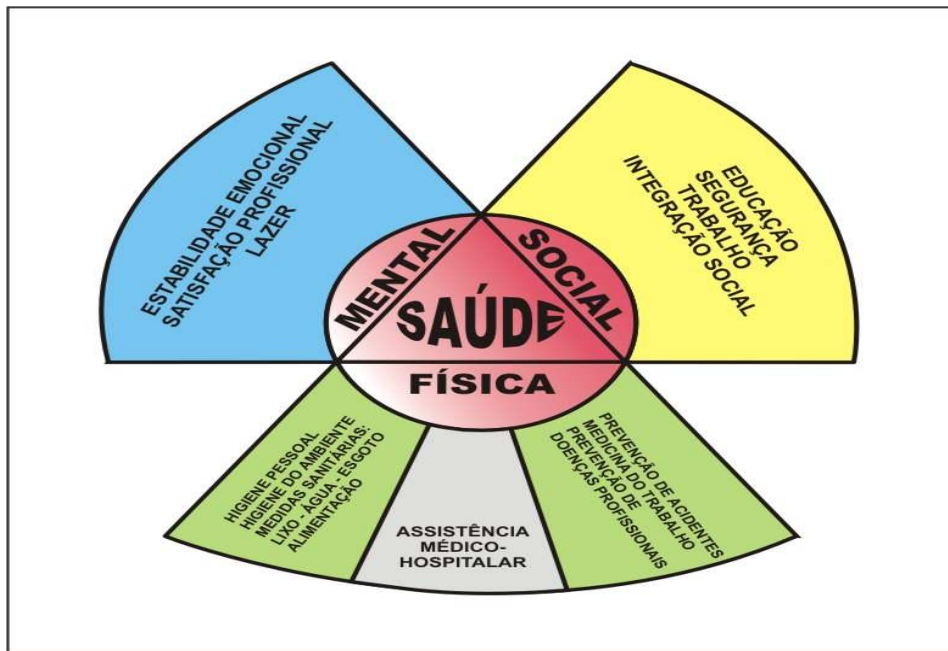 ESTABILIDADE EMOCIONAL
SATISFAÇÃO PROFISSIONAL
LAZER
EDUCAÇÃO
SEGURANÇA
TRABALHO
INTEGRAÇÃO SOCIAL
MENTAL
SOCIAL
SAÚDE
FÍSICA
HIGIENE PESSOAL
HIGIENE DO AMBIENTE
MEDIDAS SANITÁRIAS:
LIXO - ÁGUA - ESGOTO
ALIMENTAÇÃO
ASSISTÊNCIA
MÉDICO-
HOSPITALAR
PREVENÇÃO DE ACIDENTES
MEDICINA DO TRABALHO
PREVENÇÃO DE
DOENÇAS PROFISSIONAIS